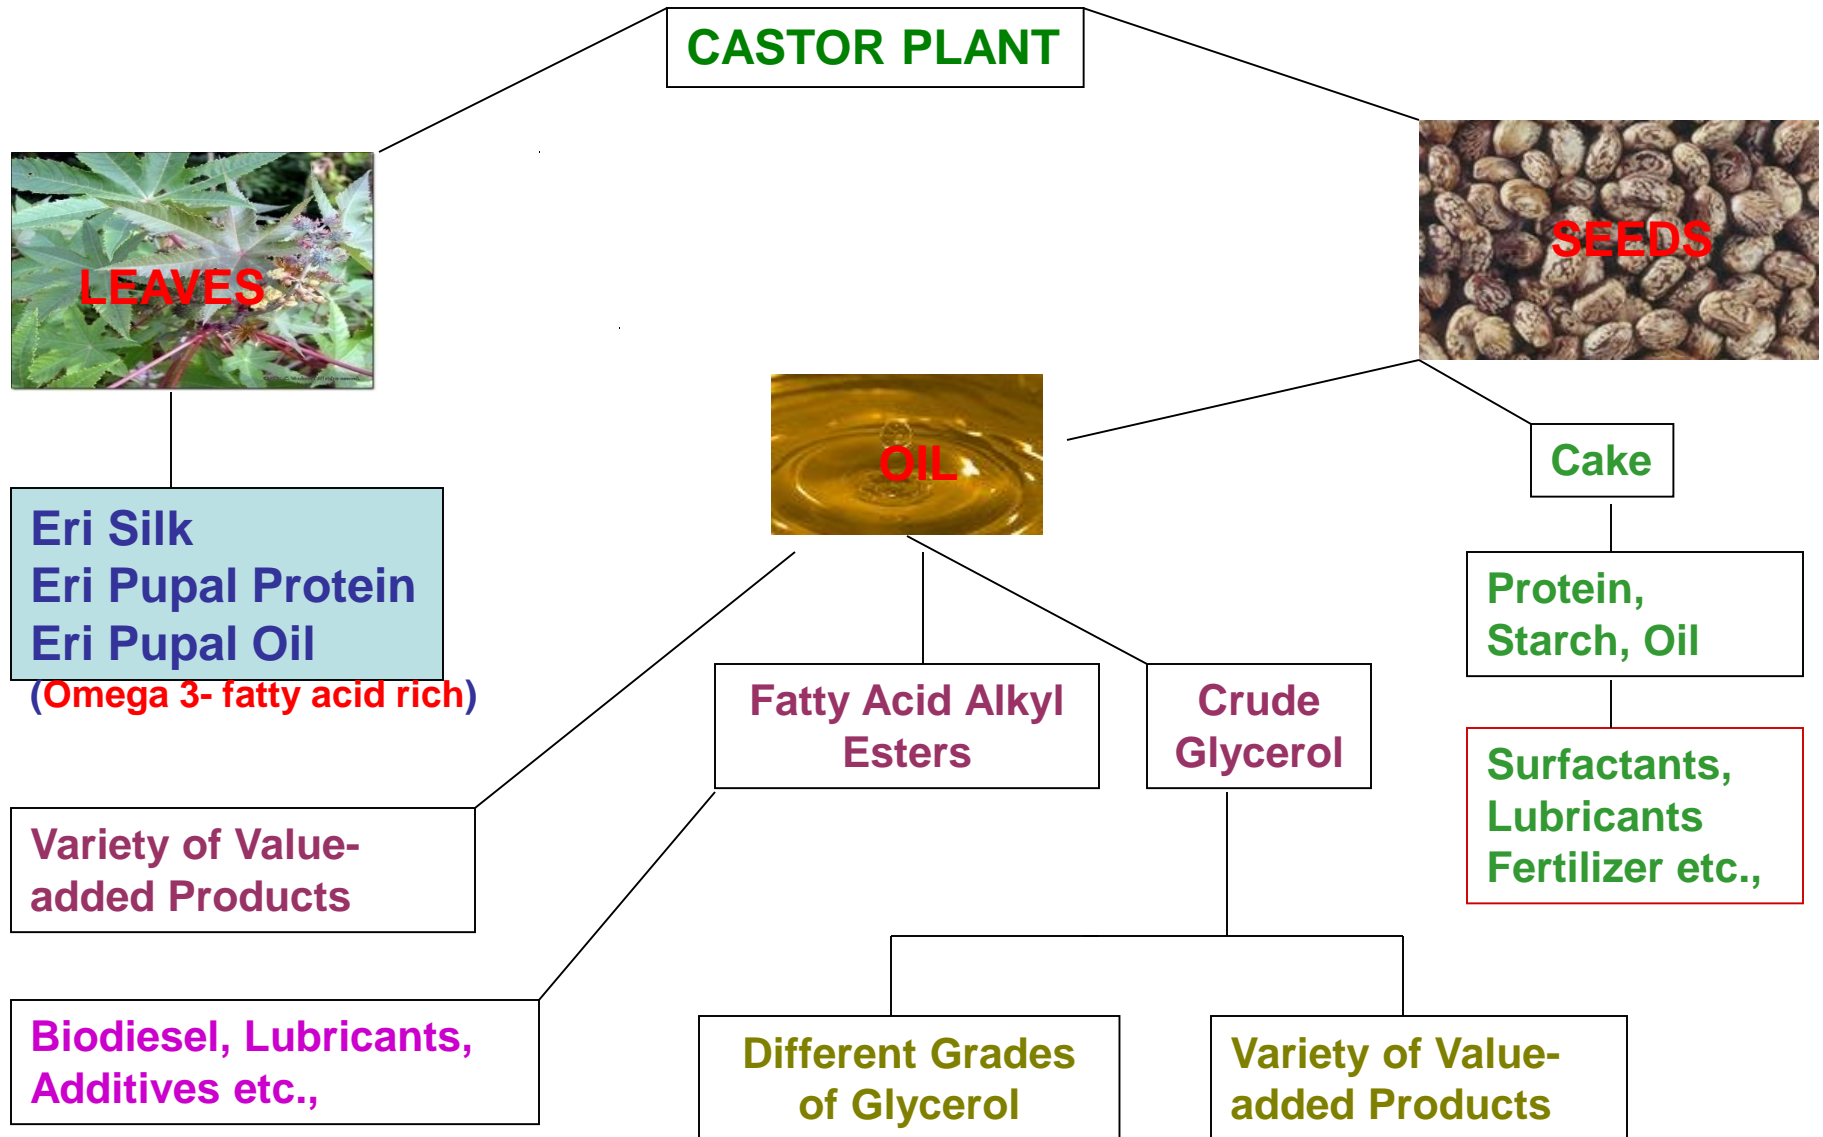 CASTOR PLANT
LEAVES
SEEDS
OIL
Cake
Eri Silk
Eri Pupal Protein
Eri Pupal Oil
(Omega 3- fatty acid rich)
Protein,
Starch, Oil
Fatty Acid Alkyl
Esters
Crude
Glycerol
Surfactants,
Lubricants
Fertilizer etc.,
Variety of Value-
added Products
Biodiesel, Lubricants,
Additives etc.,
Different Grades
of Glycerol
Variety of Value-
added Products